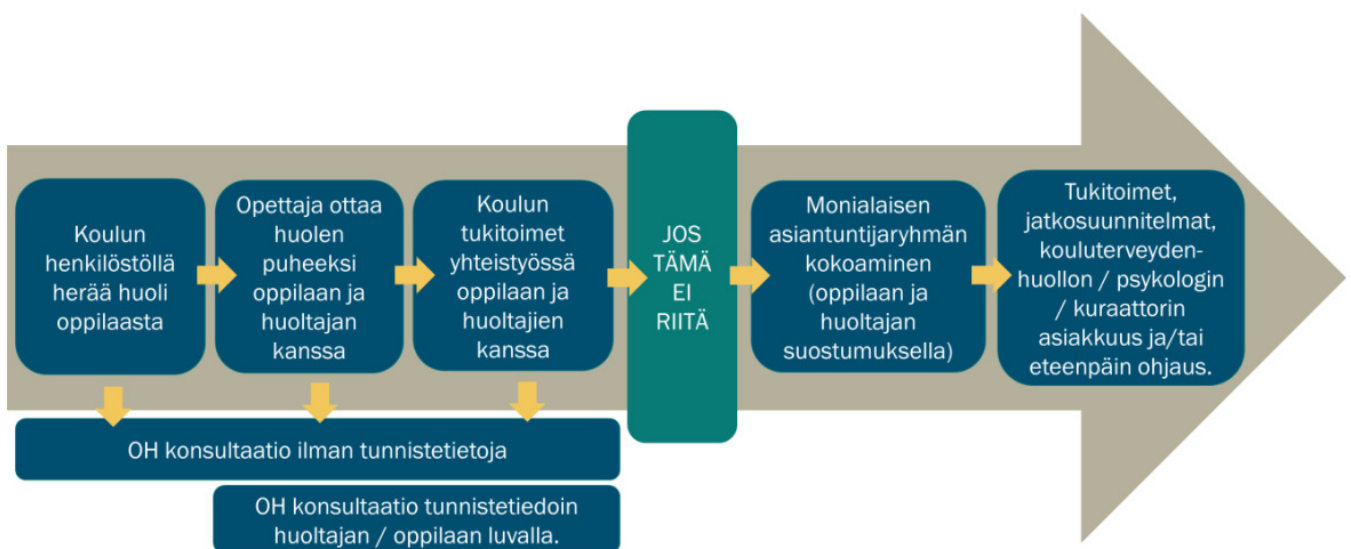 Koulun
henkilöstöllä
herää huoli
oppilaasta
Opettaja ottaa
huolen
puheeksi
oppilaan ja
huoltajan
kanssa
Koulun
tukitoimet
yhteistyössä
oppilaan ja
huoltajien
kanssa
JOS
TÄMÄ
EI
RIITÄ
Monialaisen
asiantuntijaryhmän
kokoaminen
(oppilaan ja
huoltajan
suostumuksella)
Tukitoimet,
jatkosuunnitelmat,
kouluterveyden-
huollon / psykologin
/ kuraattorin
asiakkuus ja/tai
eteenpäin ohjaus.
OH konsultaatio ilman tunnistetietoja
OH konsultaatio tunnistetiedoin
huoltajan / oppilaan luvalla.